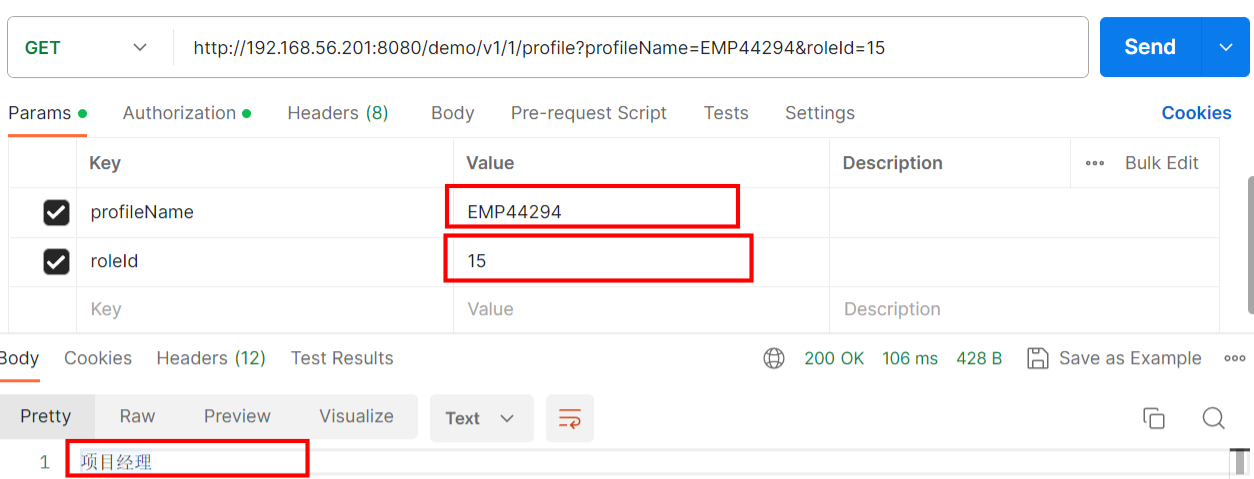 GET http://192.168.56.201:8080/demo/v1/1/profile?profileName=EMP44294&roleId=15 Send
Params Authorization Headers (8) Body Pre-request Script Tests Settings Cookies
Key Value Description Bulk Edit
profileName EMP44294
roleId 15
Key Value Description
Body Cookies Headers (12) Test Results 200 OK 106 ms 428 B Save as Example
Pretty Raw Preview Visualize Text
1 项目经理